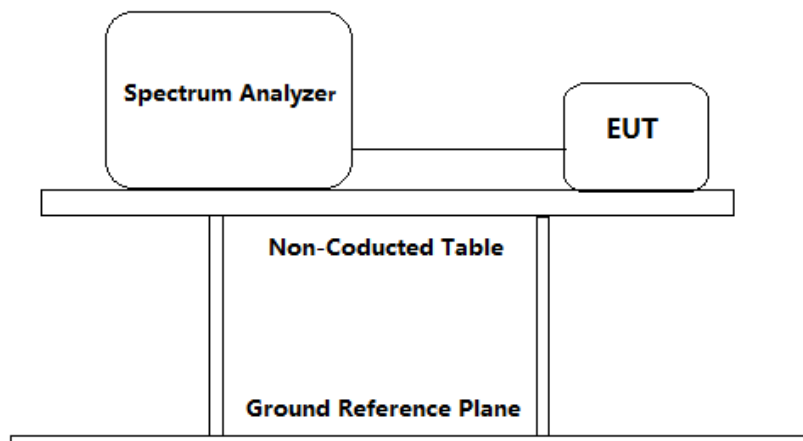 Spectrum Analyzer
EUT
Non-Coducted Table
Ground Reference Plane